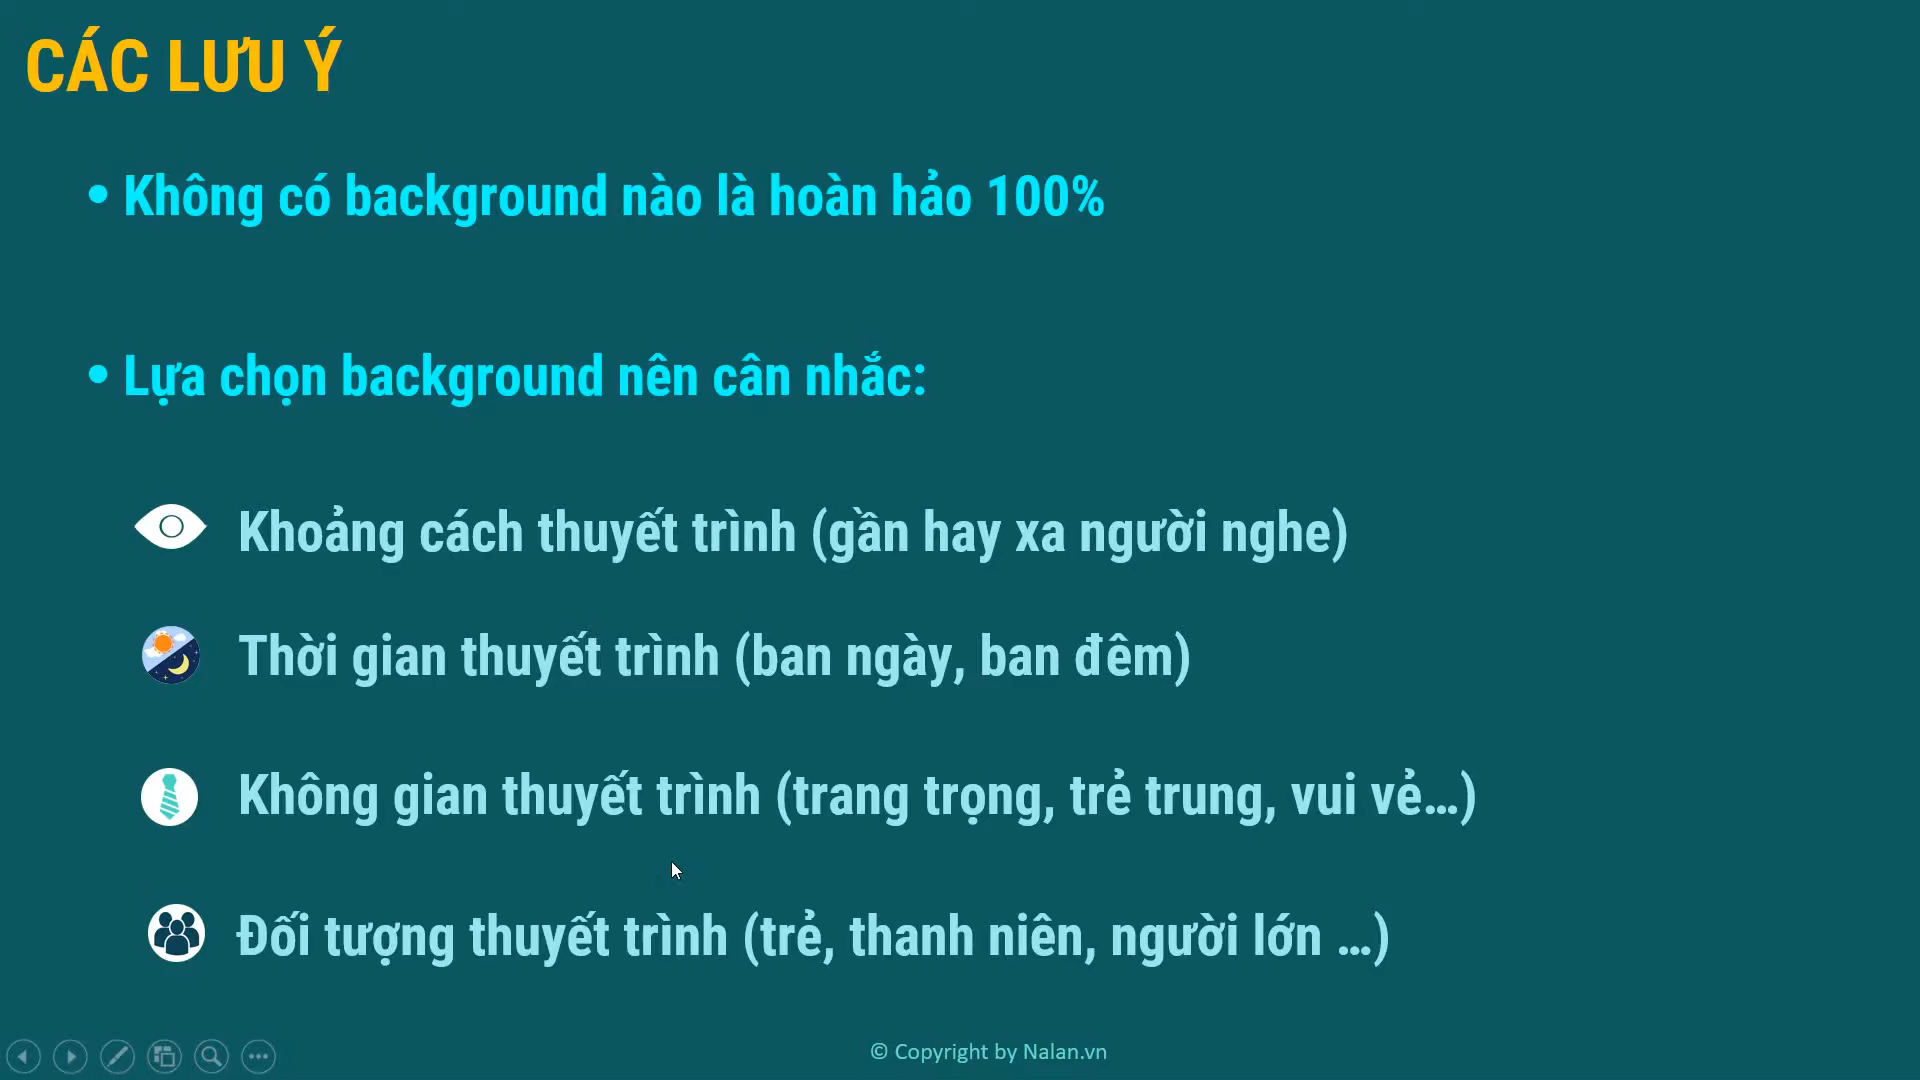 CÁC LƯU Ý
• Không có background nào là hoàn hảo 100%
• Lựa chọn background nên cân nhắc:
Khoảng cách thuyết trình (gần hay xa người nghe)
Thời gian thuyết trình (ban ngày, ban đêm)
Không gian thuyết trình (trang trọng, trẻ trung, vui vẻ...)
Đối tượng thuyết trình (trẻ, thanh niên, người lớn ...)
© Copyright by Nalan.vn